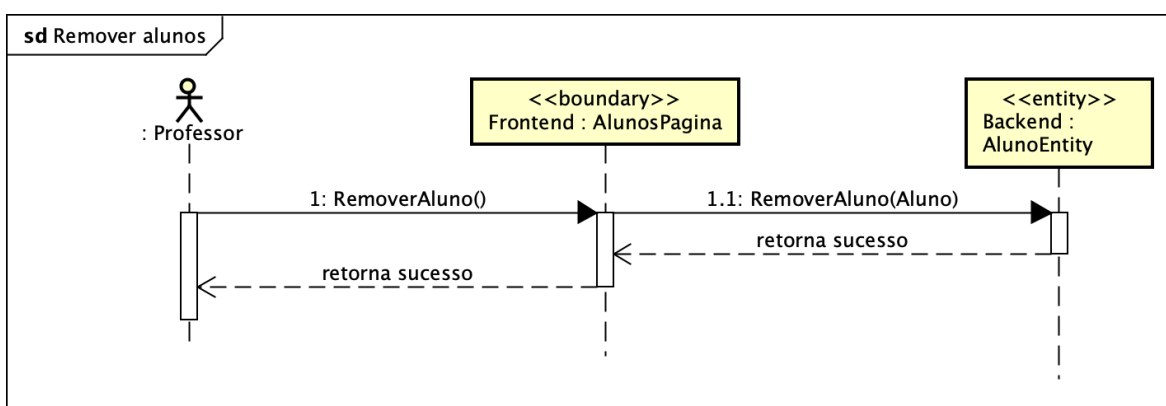 sd Remover alunos
: Professor
<<boundary>>
Frontend : AlunosPagina
<<entity>>
Backend :
AlunoEntity
1: RemoverAluno()
1.1: RemoverAluno(Aluno)
retorna sucesso
retorna sucesso